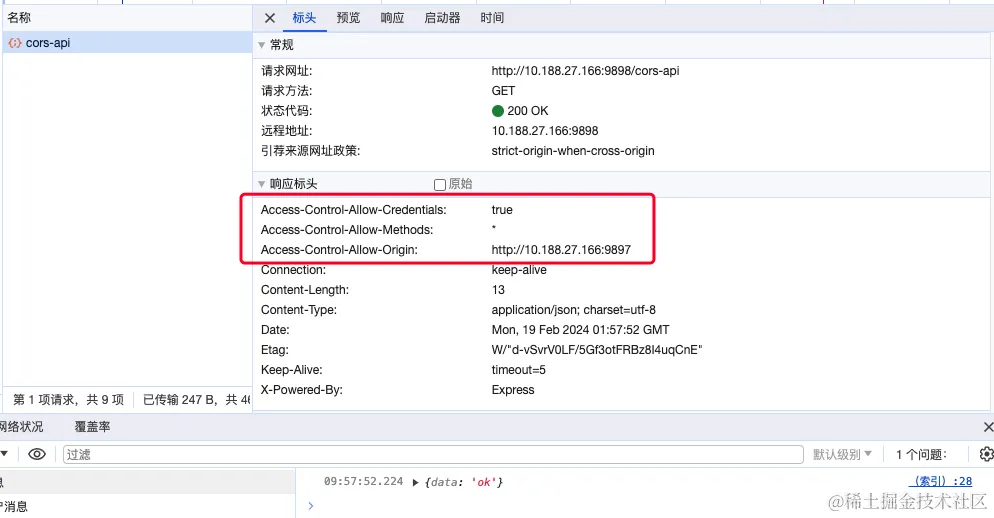 名称
标头 预览 响应 启动器 时间
cors-api
常规
请求网址: http://10.188.27.166:9898/cors-api
请求方法: GET
状态代码: 200 OK
远程地址: 10.188.27.166:9898
引荐来源网址政策: strict-origin-when-cross-origin
响应标头 原始
Access-Control-Allow-Credentials: true
Access-Control-Allow-Methods: *
Access-Control-Allow-Origin: http://10.188.27.166:9897
Connection: keep-alive
Content-Length: 13
Content-Type: application/json; charset=utf-8
Date: Mon, 19 Feb 2024 01:57:52 GMT
Etag: W/"d-vSvrV0LF/5Gf3otFRBz8I4uqCnE"
Keep-Alive: timeout=5
X-Powered-By: Express
第 1 项请求，共 9 项 已传输 247 B，共 46
网络状况 覆盖率
过滤 默认级别 1 个问题:
息
09:57:52.224 {data: 'ok'} （索引）:28
户消息
@稀土掘金技术社区